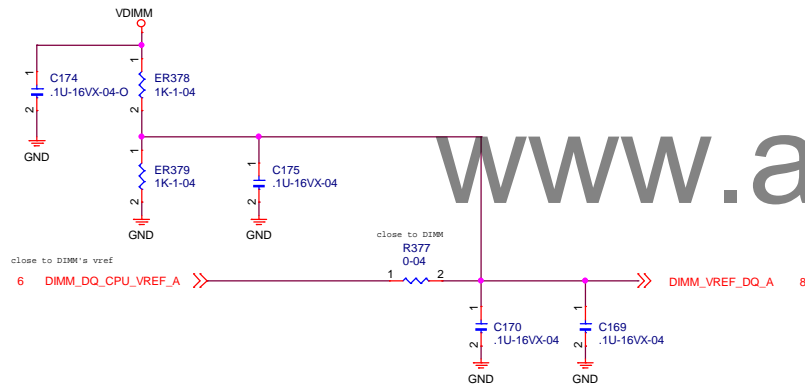 VDIMM
1
C174
.1U-16VX-04-O
2
GND
1
ER378
1K-1-04
2
1
ER379
1K-1-04
2
GND
1
C175
.1U-16VX-04
2
GND
www.a
close to DIMM
R377
0-04
1
2
close to DIMM's vref
6 DIMM_DQ_CPU_VREF_A
DIMM_VREF_DQ_A 8
1
C170
.1U-16VX-04
2
GND
1
C169
.1U-16VX-04
2
GND